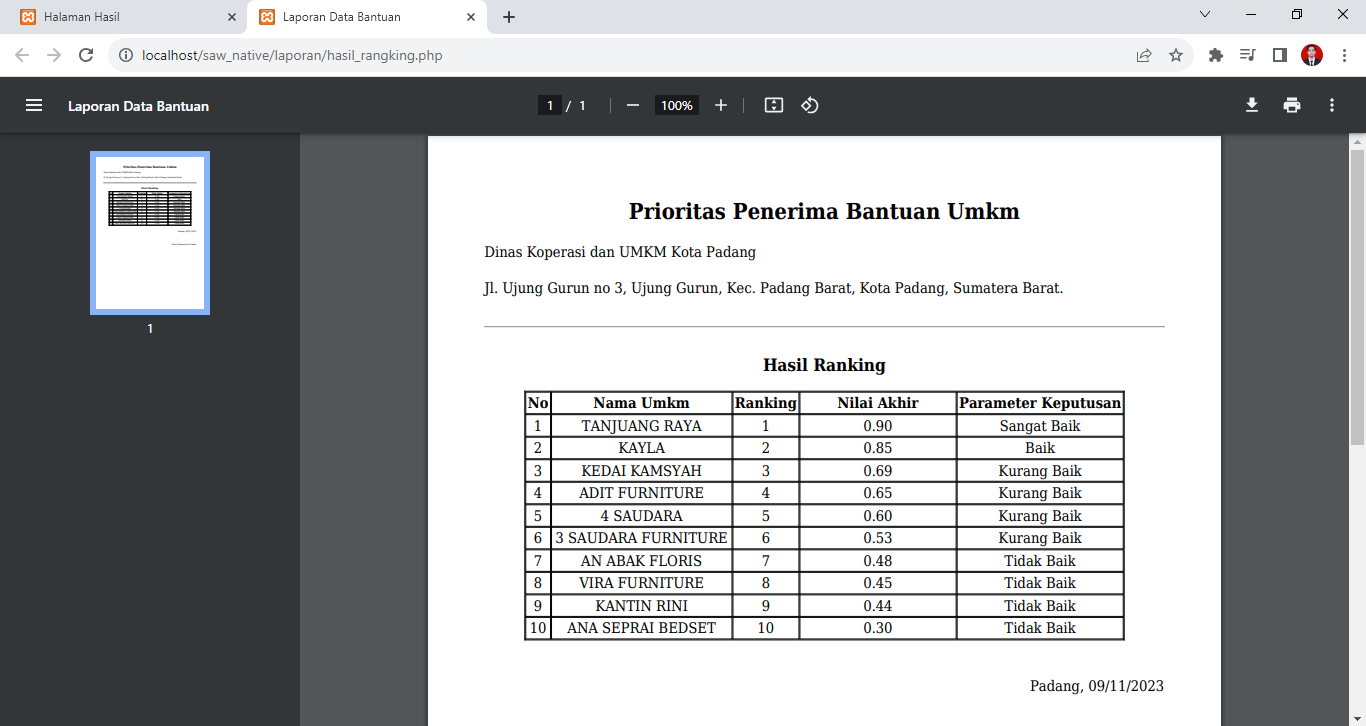 Halaman Hasil
Laporan Data Bantuan
localhost/saw_native/laporan/hasil_rangking.php
Laporan Data Bantuan
1 / 1
100%
1
Prioritas Penerima Bantuan Umkm
Dinas Koperasi dan UMKM Kota Padang
Jl. Ujung Gurun no 3, Ujung Gurun, Kec. Padang Barat, Kota Padang, Sumatera Barat.
Hasil Ranking
No Nama Umkm Ranking Nilai Akhir Parameter Keputusan
1 TANJUANG RAYA 1 0.90 Sangat Baik
2 KAYLA 2 0.85 Baik
3 KEDAI KAMSYAH 3 0.69 Kurang Baik
4 ADIT FURNITURE 4 0.65 Kurang Baik
5 4 SAUDARA 5 0.60 Kurang Baik
6 3 SAUDARA FURNITURE 6 0.53 Kurang Baik
7 AN ABAK FLORIS 7 0.48 Tidak Baik
8 VIRA FURNITURE 8 0.45 Tidak Baik
9 KANTIN RINI 9 0.44 Tidak Baik
10 ANA SEPRAI BEDSET 10 0.30 Tidak Baik
Padang, 09/11/2023